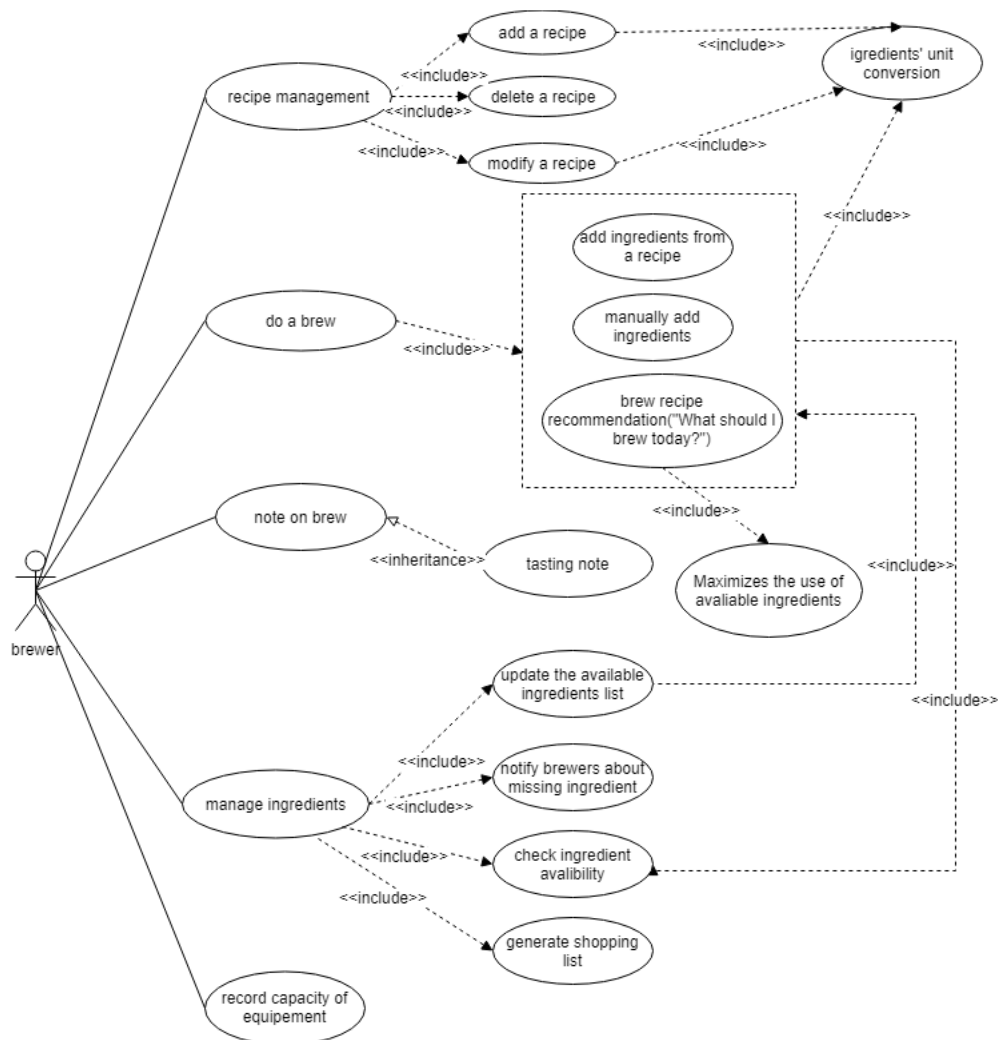 add a recipe
<<include>>
igredients' unit
conversion
<<include>>
recipe management
delete a recipe
<<include>>
<<include>>
modify a recipe
<<include>>
<<include>>
add ingredients from
a recipe
manually add
ingredients
do a brew
<<include>>
brew recipe
recommendation("What should I
brew today?")
<<include>>
note on brew
<<inheritance>>
tasting note
Maximizes the use of
avaliable ingredients
<<include>>
brewer
update the available
ingredients list
<<include>>
<<include>>
notify brewers about
missing ingredient
manage ingredients
<<include>>
<<include>>
check ingredient
avalibility
<<include>>
generate shopping
list
record capacity of
equipement